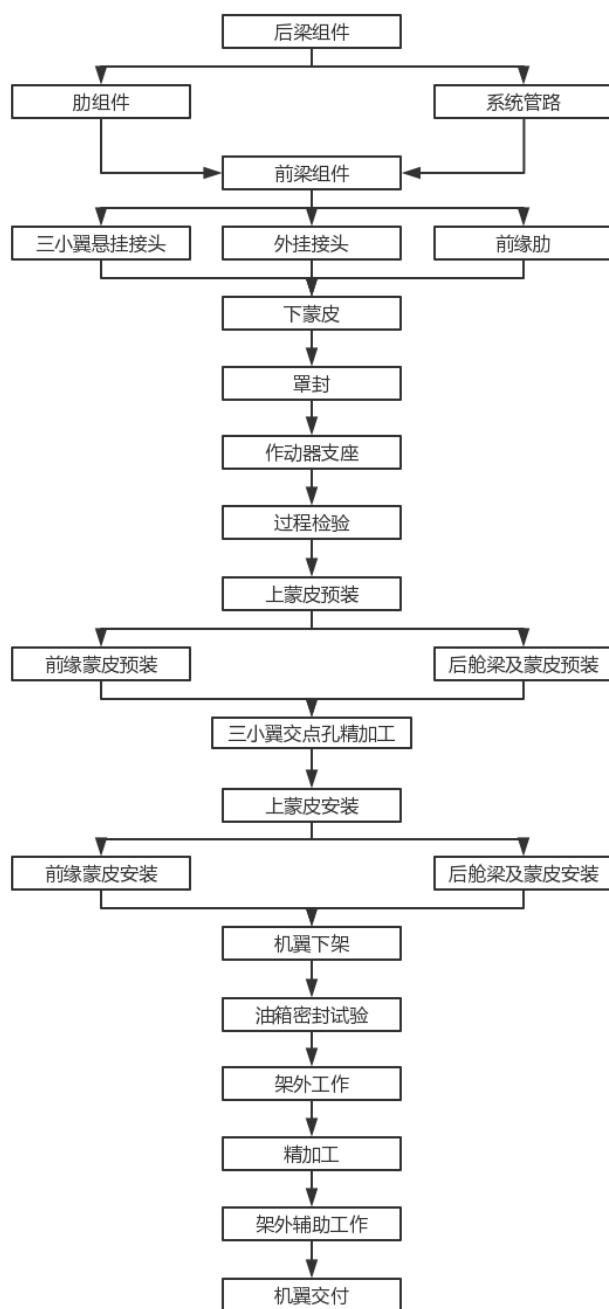 后梁组件
肋组件
系统管路
前梁组件
三小翼悬挂接头
外挂接头
前缘肋
下蒙皮
罩封
作动器支座
过程检验
上蒙皮预装
前缘蒙皮预装
后舱梁及蒙皮预装
三小翼交点孔精加工
上蒙皮安装
前缘蒙皮安装
后舱梁及蒙皮安装
机翼下架
油箱密封试验
架外工作
精加工
架外辅助工作
机翼交付